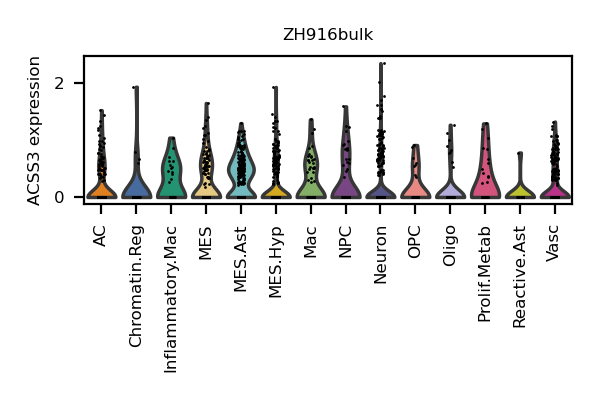 ZH916bulk
ACSS3 expression
2
0
AC
Chromatin.Reg
Inflammatory.Mac
MES
MES.Ast
MES.Hyp
Mac
NPC
Neuron
OPC
Oligo
Prolif.Metab
Reactive.Ast
Vasc